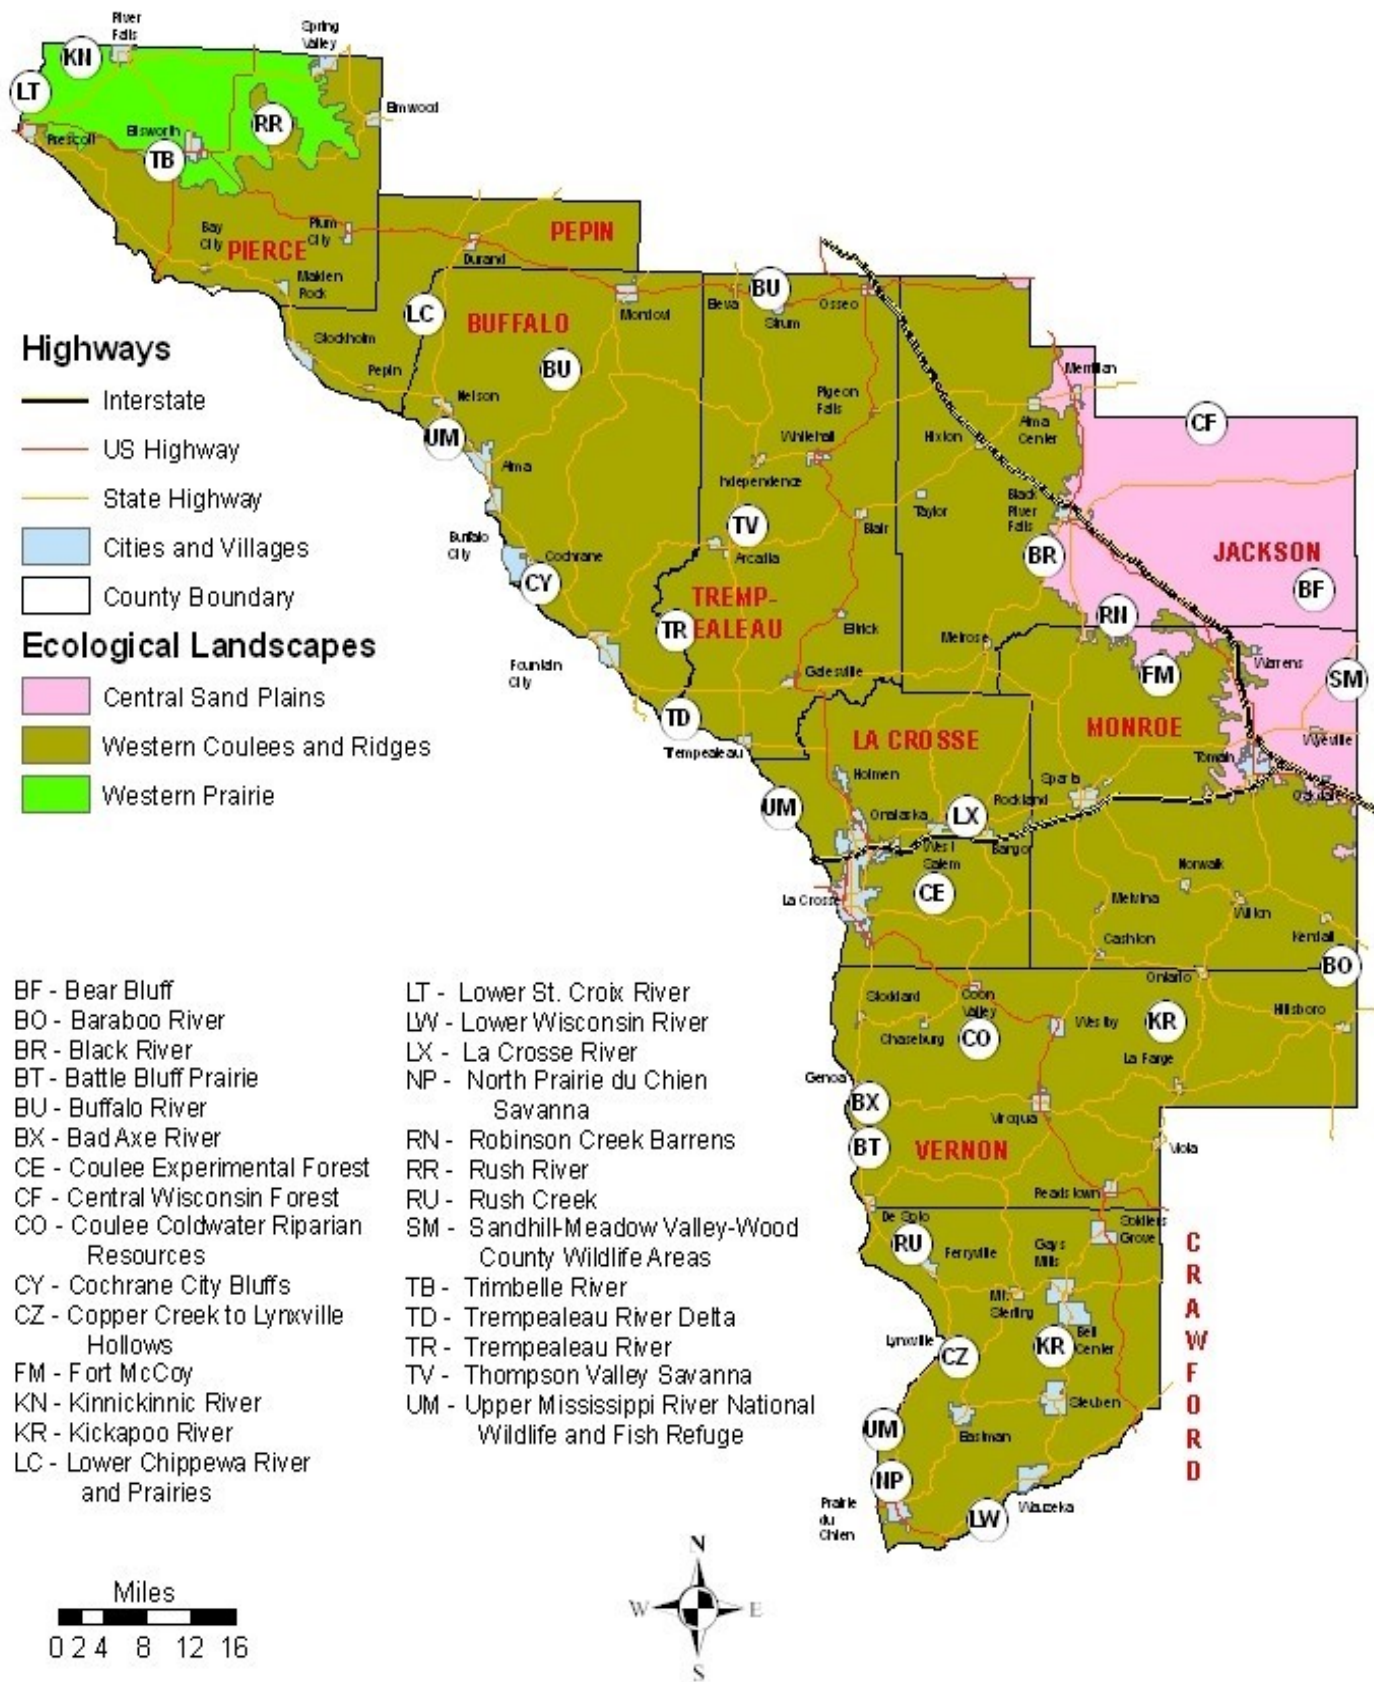 River
Falls
Spring
Valley
KN
LT
RR
Elmwood
Prescott
Ellsworth
TB
Bay
City
Plum
City
PIERCE
PEPIN
Durand
Maiden
Rock
LC
BUFFALO
Mondovi
Eleva
BU
Strum
Osseo
Stockholm
Pepin
BU
Nelson
UM
Alma
Pigeon
Falls
Whitehall
Independence
Hixton
Merrillan
Alma
Center
CF
Buffalo
City
Cochrane
CY
TV
Arcadia
Blair
Taylor
Black
River
Falls
BR
JACKSON
BF
TREMP-
EALEAU
TR
Ettrick
Melrose
RN
Fountain
City
Galesville
TD
Trempealeau
FM
Warrens
SM
LA CROSSE
MONROE
Wyeville
Tomah
Holmen
Sparta
Oakdale
UM
Onalaska
LX
Rockland
West
Salem
Bangor
CE
La Crosse
Norwalk
Melvina
Wilton
Cashton
Kendall
BO
Ontario
Stoddard
Coon
Valley
Chaseburg
CO
Westby
KR
Hillsboro
La Farge
Genoa
BX
Viroqua
BT
VERNON
Viola
Readstown
De Soto
RU
Ferryville
Gays
Mills
Soldiers
Grove
Mt.
Sterling
Lynxville
CZ
KR
Bell
Center
CRAWFORD
Steuben
UM
Eastman
NP
Prairie
du
Chien
LW
Wauzeka
Highways
Interstate
US Highway
State Highway
Cities and Villages
County Boundary
Ecological Landscapes
Central Sand Plains
Western Coulees and Ridges
Western Prairie
BF - Bear Bluff
BO - Baraboo River
BR - Black River
BT - Battle Bluff Prairie
BU - Buffalo River
BX - Bad Axe River
CE - Coulee Experimental Forest
CF - Central Wisconsin Forest
CO - Coulee Coldwater Riparian
Resources
CY - Cochrane City Bluffs
CZ - Copper Creek to Lynxville
Hollows
FM - Fort McCoy
KN - Kinnickinnic River
KR - Kickapoo River
LC - Lower Chippewa River
and Prairies
LT - Lower St. Croix River
LW - Lower Wisconsin River
LX - La Crosse River
NP - North Prairie du Chien
Savanna
RN - Robinson Creek Barrens
RR - Rush River
RU - Rush Creek
SM - Sandhill-Meadow Valley-Wood
County Wildlife Areas
TB - Trimbelle River
TD - Trempealeau River Delta
TR - Trempealeau River
TV - Thompson Valley Savanna
UM - Upper Mississippi River National
Wildlife and Fish Refuge
Miles
0 2 4 8 12 16
N
W E
S